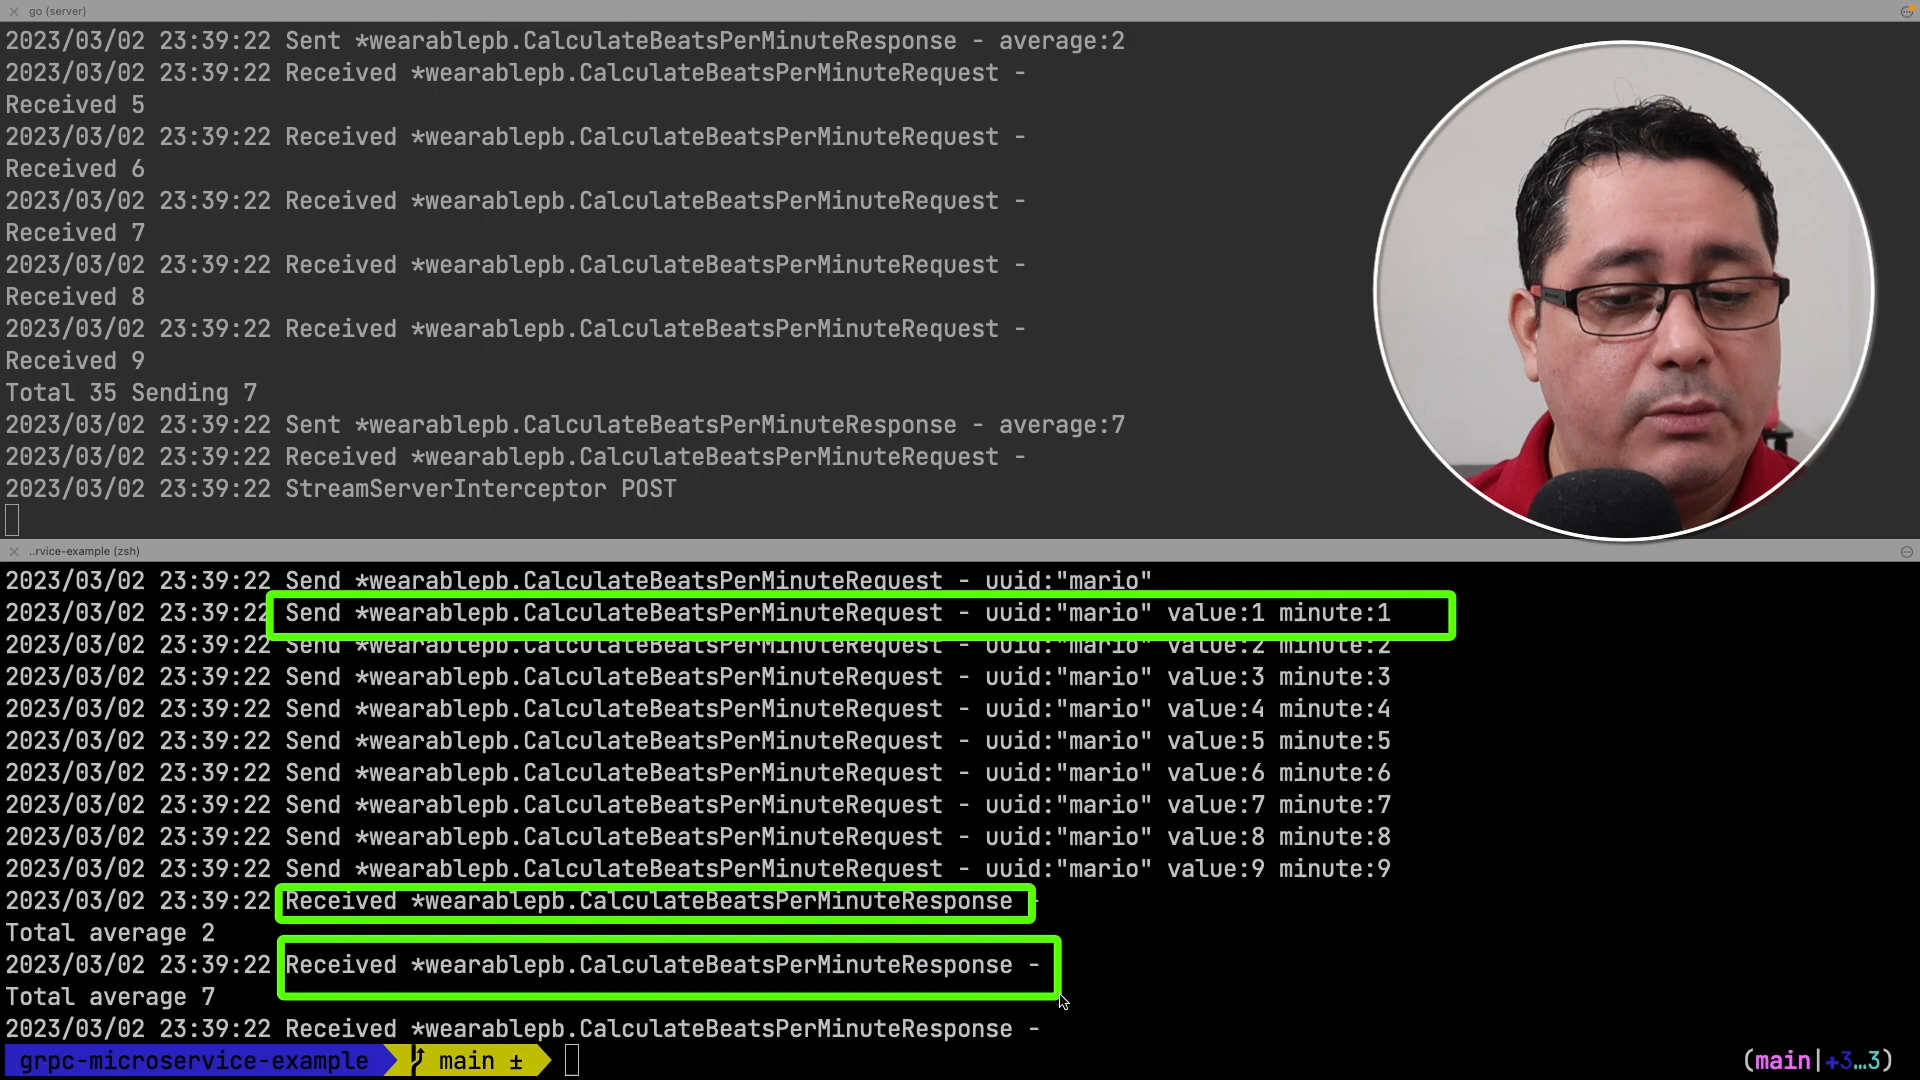 go (server)
2023/03/02 23:39:22 Sent *wearablepb.CalculateBeatsPerMinuteResponse - average:2
2023/03/02 23:39:22 Received *wearablepb.CalculateBeatsPerMinuteRequest -
Received 5
2023/03/02 23:39:22 Received *wearablepb.CalculateBeatsPerMinuteRequest -
Received 6
2023/03/02 23:39:22 Received *wearablepb.CalculateBeatsPerMinuteRequest -
Received 7
2023/03/02 23:39:22 Received *wearablepb.CalculateBeatsPerMinuteRequest -
Received 8
2023/03/02 23:39:22 Received *wearablepb.CalculateBeatsPerMinuteRequest -
Received 9
Total 35 Sending 7
2023/03/02 23:39:22 Sent *wearablepb.CalculateBeatsPerMinuteResponse - average:7
2023/03/02 23:39:22 Received *wearablepb.CalculateBeatsPerMinuteRequest -
2023/03/02 23:39:22 StreamServerInterceptor POST
..rvice-example (zsh)
2023/03/02 23:39:22 Send *wearablepb.CalculateBeatsPerMinuteRequest - uuid:"mario"
2023/03/02 23:39:22 Send *wearablepb.CalculateBeatsPerMinuteRequest - uuid:"mario" value:1 minute:1
2023/03/02 23:39:22 Send *wearablepb.CalculateBeatsPerMinuteRequest - uuid:"mario" value:2 minute:2
2023/03/02 23:39:22 Send *wearablepb.CalculateBeatsPerMinuteRequest - uuid:"mario" value:3 minute:3
2023/03/02 23:39:22 Send *wearablepb.CalculateBeatsPerMinuteRequest - uuid:"mario" value:4 minute:4
2023/03/02 23:39:22 Send *wearablepb.CalculateBeatsPerMinuteRequest - uuid:"mario" value:5 minute:5
2023/03/02 23:39:22 Send *wearablepb.CalculateBeatsPerMinuteRequest - uuid:"mario" value:6 minute:6
2023/03/02 23:39:22 Send *wearablepb.CalculateBeatsPerMinuteRequest - uuid:"mario" value:7 minute:7
2023/03/02 23:39:22 Send *wearablepb.CalculateBeatsPerMinuteRequest - uuid:"mario" value:8 minute:8
2023/03/02 23:39:22 Send *wearablepb.CalculateBeatsPerMinuteRequest - uuid:"mario" value:9 minute:9
2023/03/02 23:39:22 Received *wearablepb.CalculateBeatsPerMinuteResponse -
Total average 2
2023/03/02 23:39:22 Received *wearablepb.CalculateBeatsPerMinuteResponse -
Total average 7
2023/03/02 23:39:22 Received *wearablepb.CalculateBeatsPerMinuteResponse -
grpc-microservice-example main ± (main|+3…3)